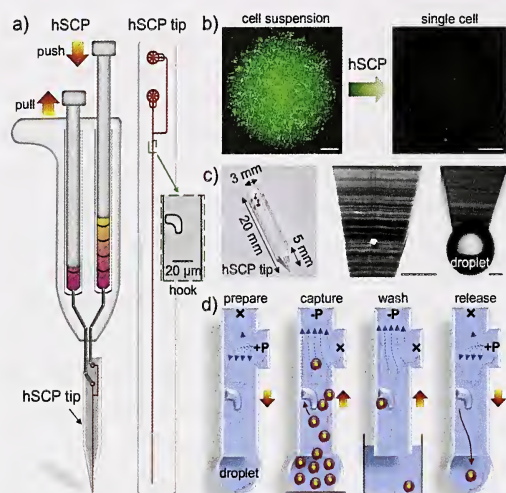 a)
hSCP
push
pull
hSCP tip
hSCP tip
20 µm
hook
b)
cell suspension
single cell
hSCP
c)
3 mm
20 mm
5 mm
hSCP tip
droplet
d)
prepare
capture
wash
release
×
-P
-P
×
+P
×
×
+P
droplet